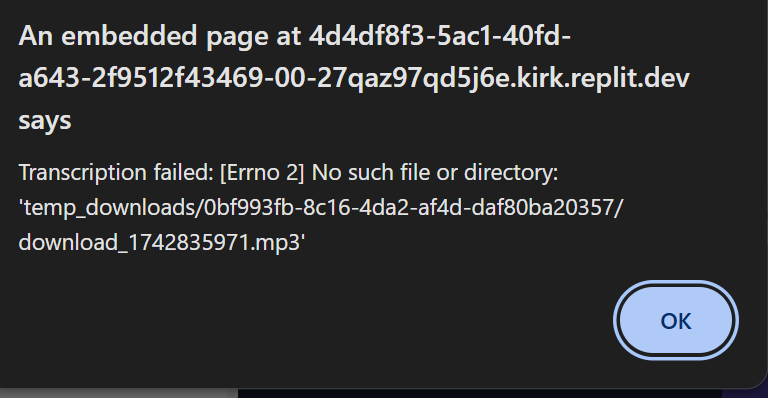 An embedded page at 4d4df8f3-5ac1-40fd-
a643-2f9512f43469-00-27qaz97qd5j6e.kirk.replit.dev
says
Transcription failed: [Errno 2] No such file or directory:
'temp_downloads/0bf993fb-8c16-4da2-af4d-daf80ba20357/
download_1742835971.mp3'
OK